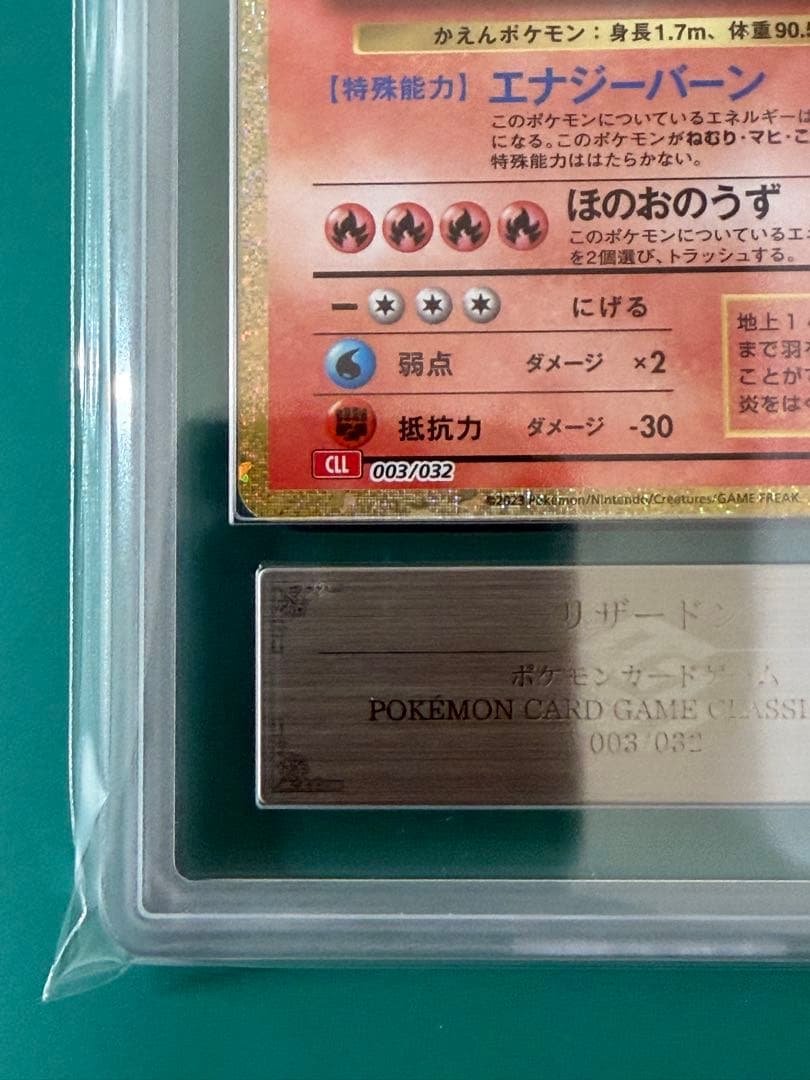 かえんポケモン：身長1.7m、体重90.5
【特殊能力】 エナジーバーン
このポケモンについているエネルギーは
になる。このポケモンがねむり・マヒ・こ
特殊能力ははたらかない。
ほのおのうず
このポケモンについているエネ
を2個選び、トラッシュする。
にげる
弱点 ダメージ ×2
抵抗力 ダメージ -30
地上1
まで羽を
ことがで
炎をはく
CLL 003/032
©2023 Pokémon/Nintendo/Creatures/GAME FREAK
リザードン
ポケモンカードゲーム
POKÉMON CARD GAME CLASSI
003/032